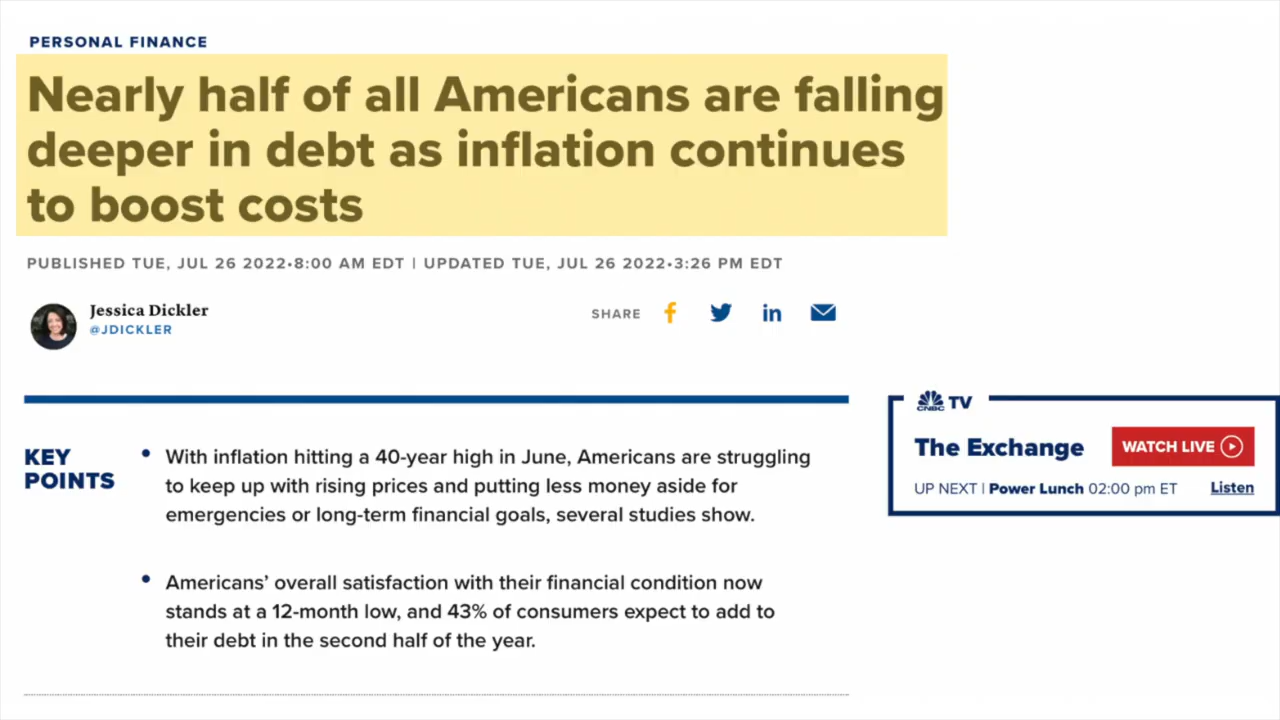 PERSONAL FINANCE
Nearly half of all Americans are falling
deeper in debt as inflation continues
to boost costs
PUBLISHED TUE, JUL 26 2022•8:00 AM EDT | UPDATED TUE, JUL 26 2022•3:26 PM EDT
Jessica Dickler
@JDICKLER
SHARE
KEY
POINTS
• With inflation hitting a 40-year high in June, Americans are struggling
to keep up with rising prices and putting less money aside for
emergencies or long-term financial goals, several studies show.
• Americans’ overall satisfaction with their financial condition now
stands at a 12-month low, and 43% of consumers expect to add to
their debt in the second half of the year.
CNBC TV
The Exchange
WATCH LIVE
UP NEXT | Power Lunch 02:00 pm ET
Listen